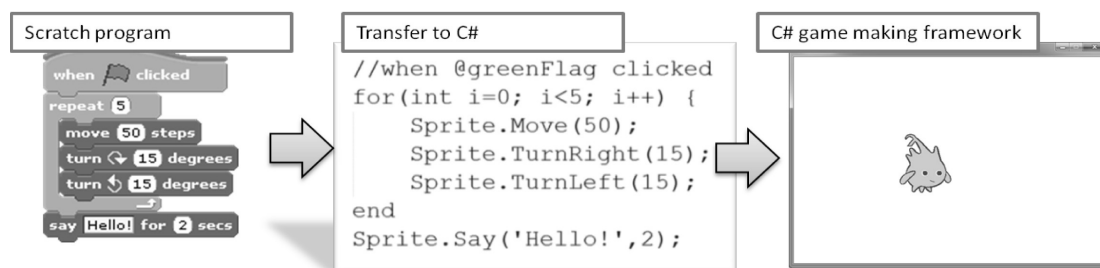 Scratch program
when clicked
repeat 5
move 50 steps
turn 15 degrees
turn 15 degrees
say Hello! for 2 secs
Transfer to C#
//when @greenFlag clicked
for(int i=0; i<5; i++) {
Sprite.Move(50);
Sprite.TurnRight(15);
Sprite.TurnLeft(15);
end
Sprite.Say('Hello!',2);
C# game making framework